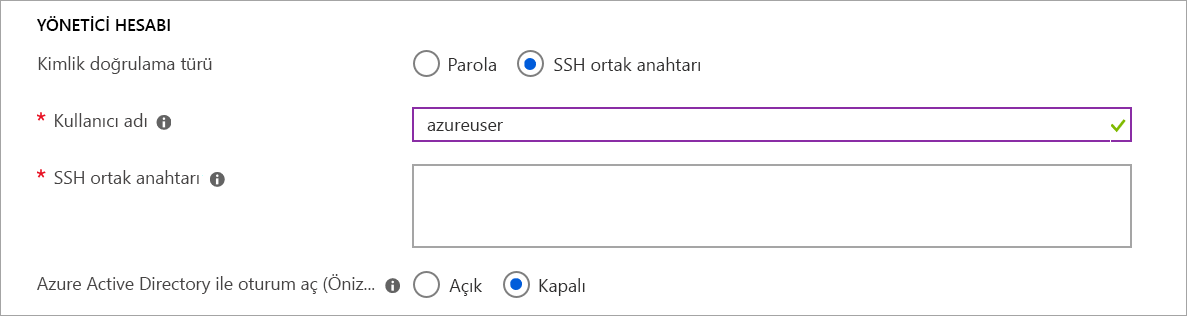 YÖNETİCİ HESABI
Kimlik doğrulama türü Parola SSH ortak anahtarı
* Kullanıcı adı azureuser
* SSH ortak anahtarı
Azure Active Directory ile oturum aç (Öniz... Açık Kapalı